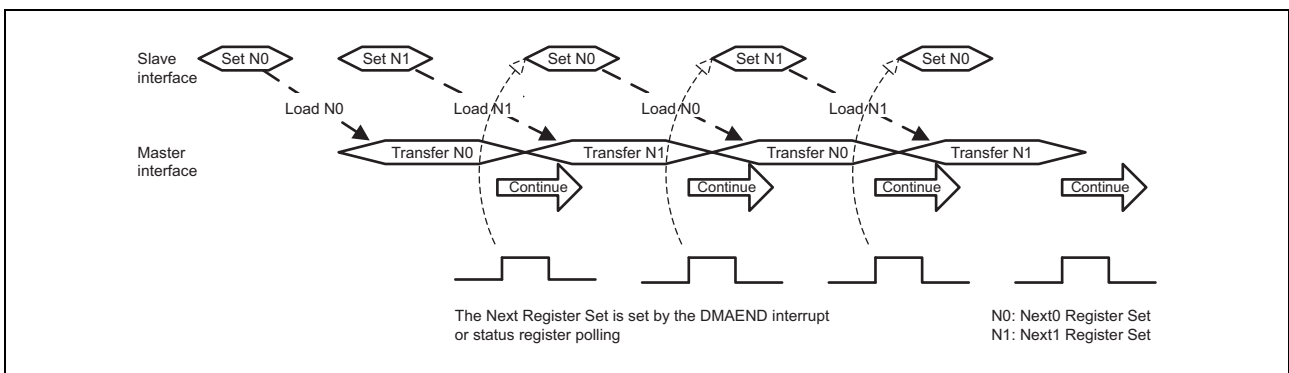 Slave
interface
Set N0
Set N1
Set N0
Set N1
Set N0
Load N0
Load N1
Load N0
Load N1
Master
interface
Transfer N0
Transfer N1
Transfer N0
Transfer N1
Continue
Continue
Continue
Continue
The Next Register Set is set by the DMAEND interrupt
or status register polling
N0: Next0 Register Set
N1: Next1 Register Set